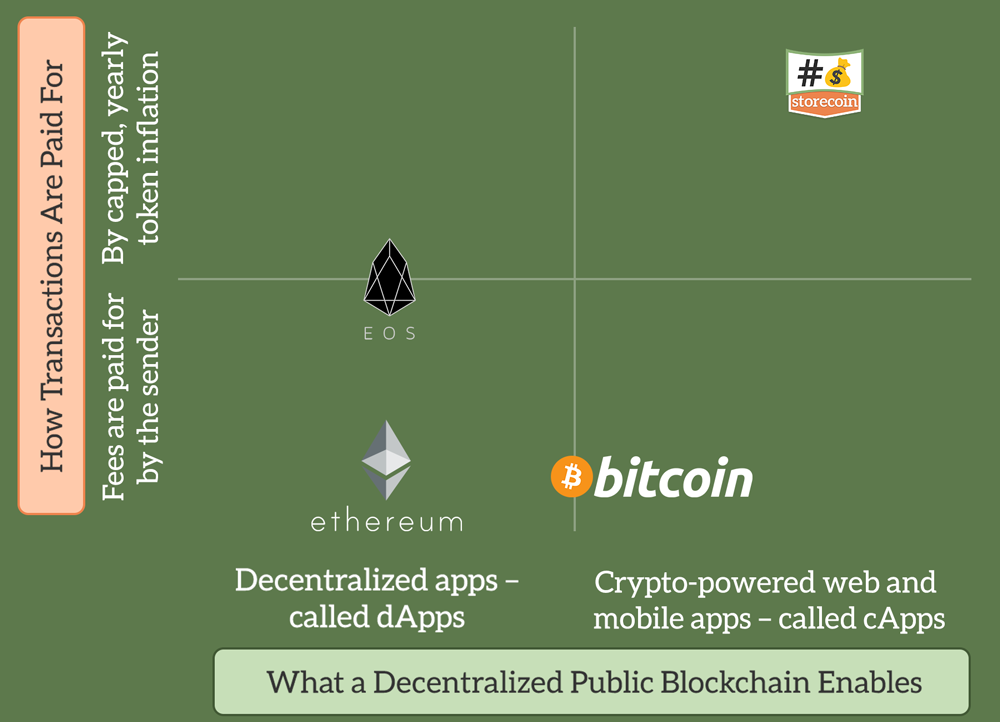 How Transactions Are Paid For
By capped, yearly
token inflation
Fees are paid for
by the sender
#$
storecoin
EOS
ethereum
bitcoin
Decentralized apps –
called dApps
Crypto-powered web and
mobile apps – called cApps
What a Decentralized Public Blockchain Enables